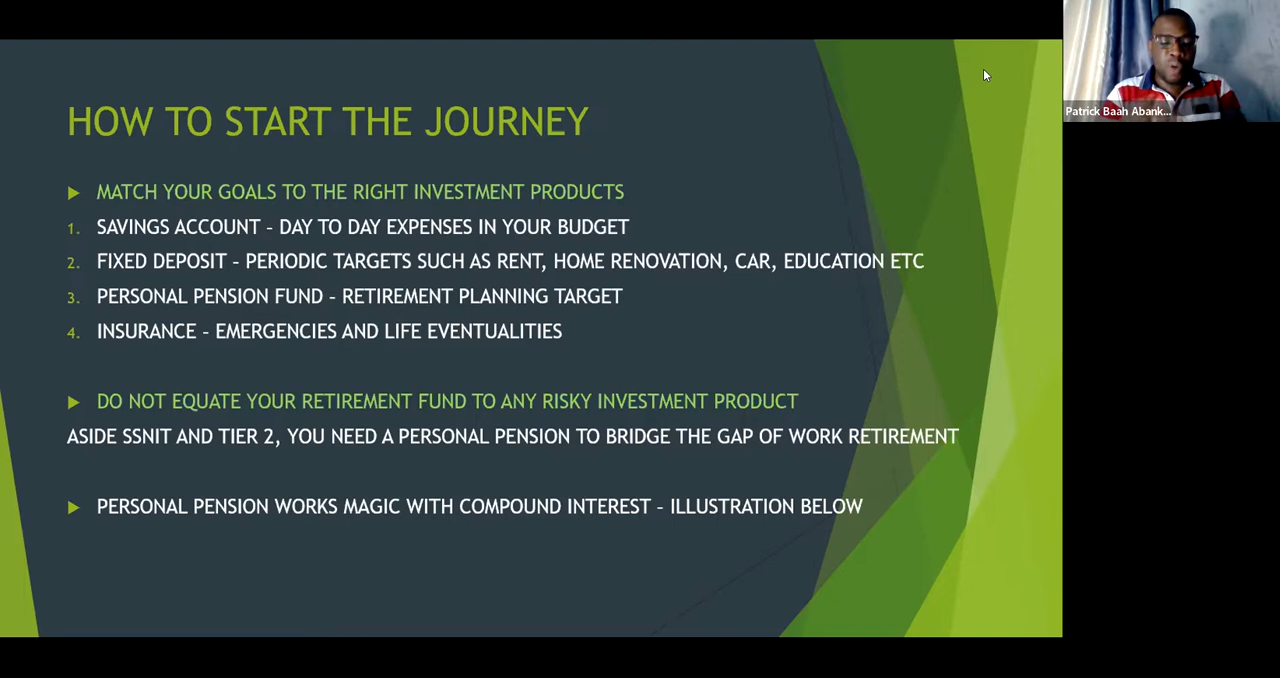 HOW TO START THE JOURNEY
MATCH YOUR GOALS TO THE RIGHT INVESTMENT PRODUCTS
1. SAVINGS ACCOUNT – DAY TO DAY EXPENSES IN YOUR BUDGET
2. FIXED DEPOSIT – PERIODIC TARGETS SUCH AS RENT, HOME RENOVATION, CAR, EDUCATION ETC
3. PERSONAL PENSION FUND – RETIREMENT PLANNING TARGET
4. INSURANCE – EMERGENCIES AND LIFE EVENTUALITIES
DO NOT EQUATE YOUR RETIREMENT FUND TO ANY RISKY INVESTMENT PRODUCT
ASIDE SSNIT AND TIER 2, YOU NEED A PERSONAL PENSION TO BRIDGE THE GAP OF WORK RETIREMENT
PERSONAL PENSION WORKS MAGIC WITH COMPOUND INTEREST – ILLUSTRATION BELOW
Patrick Baah Abank...